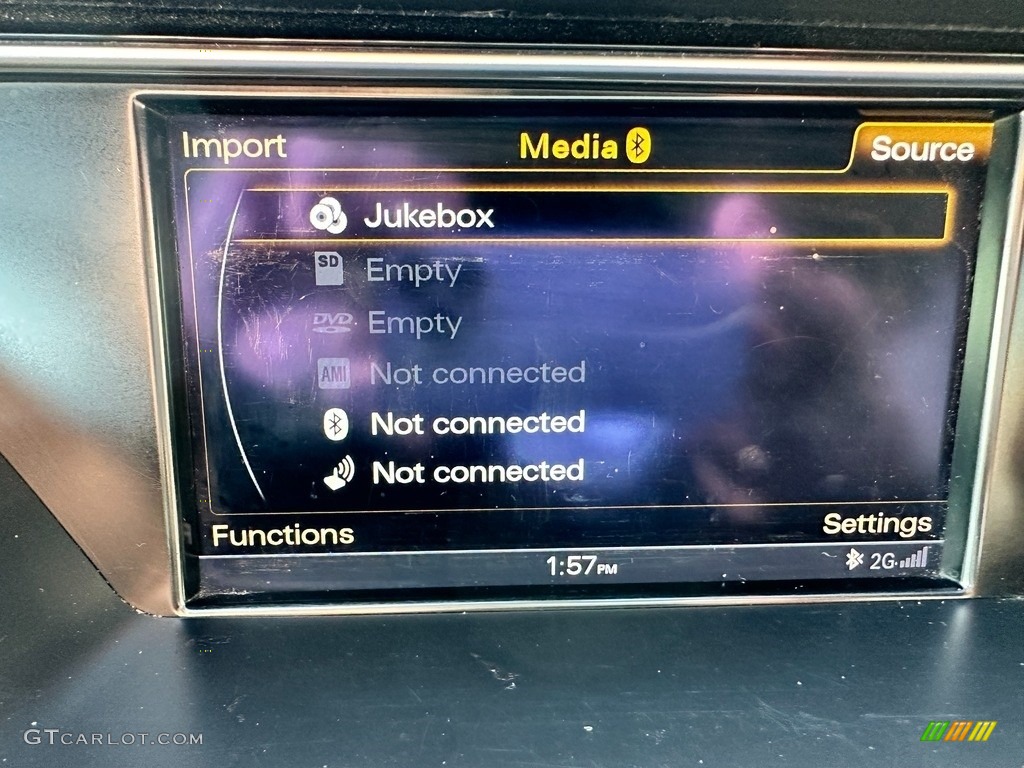 Import Media Source
Jukebox
SD Empty
DVD Empty
AMI Not connected
Not connected
Not connected
Functions Settings
1:57PM 2G
GTCARLOT.COM